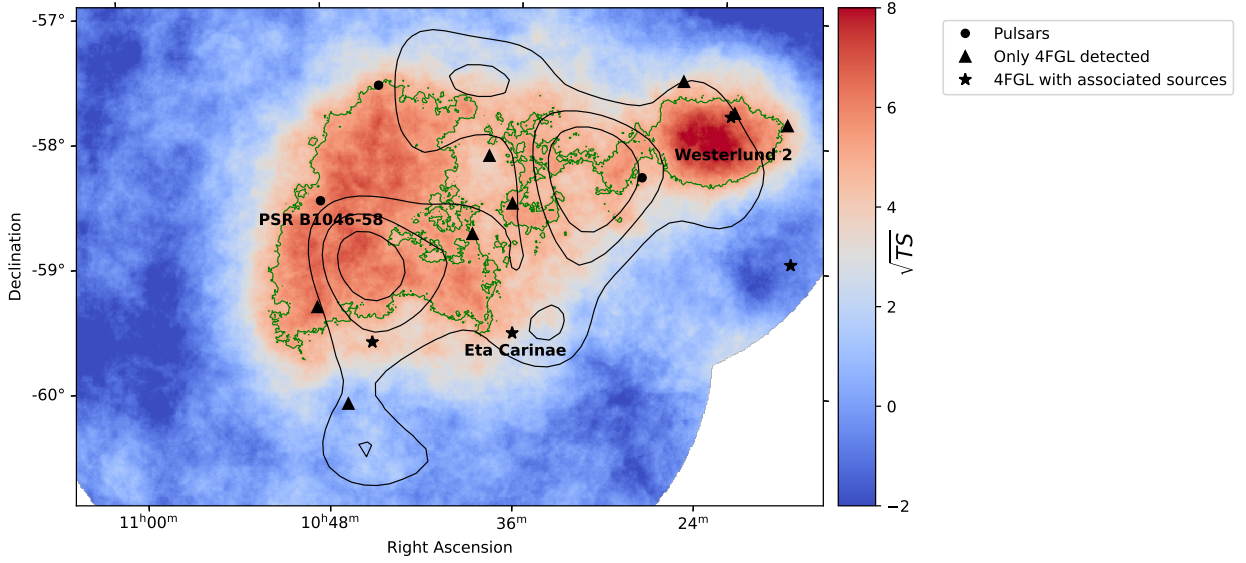 -57°
-58°
-59°
-60°
Declination
11ʰ00ᵐ
10ʰ48ᵐ
36ᵐ
24ᵐ
Right Ascension
Westerlund 2
PSR B1046-58
Eta Carinae
8
6
4
2
0
−2
√TS
Pulsars
Only 4FGL detected
4FGL with associated sources